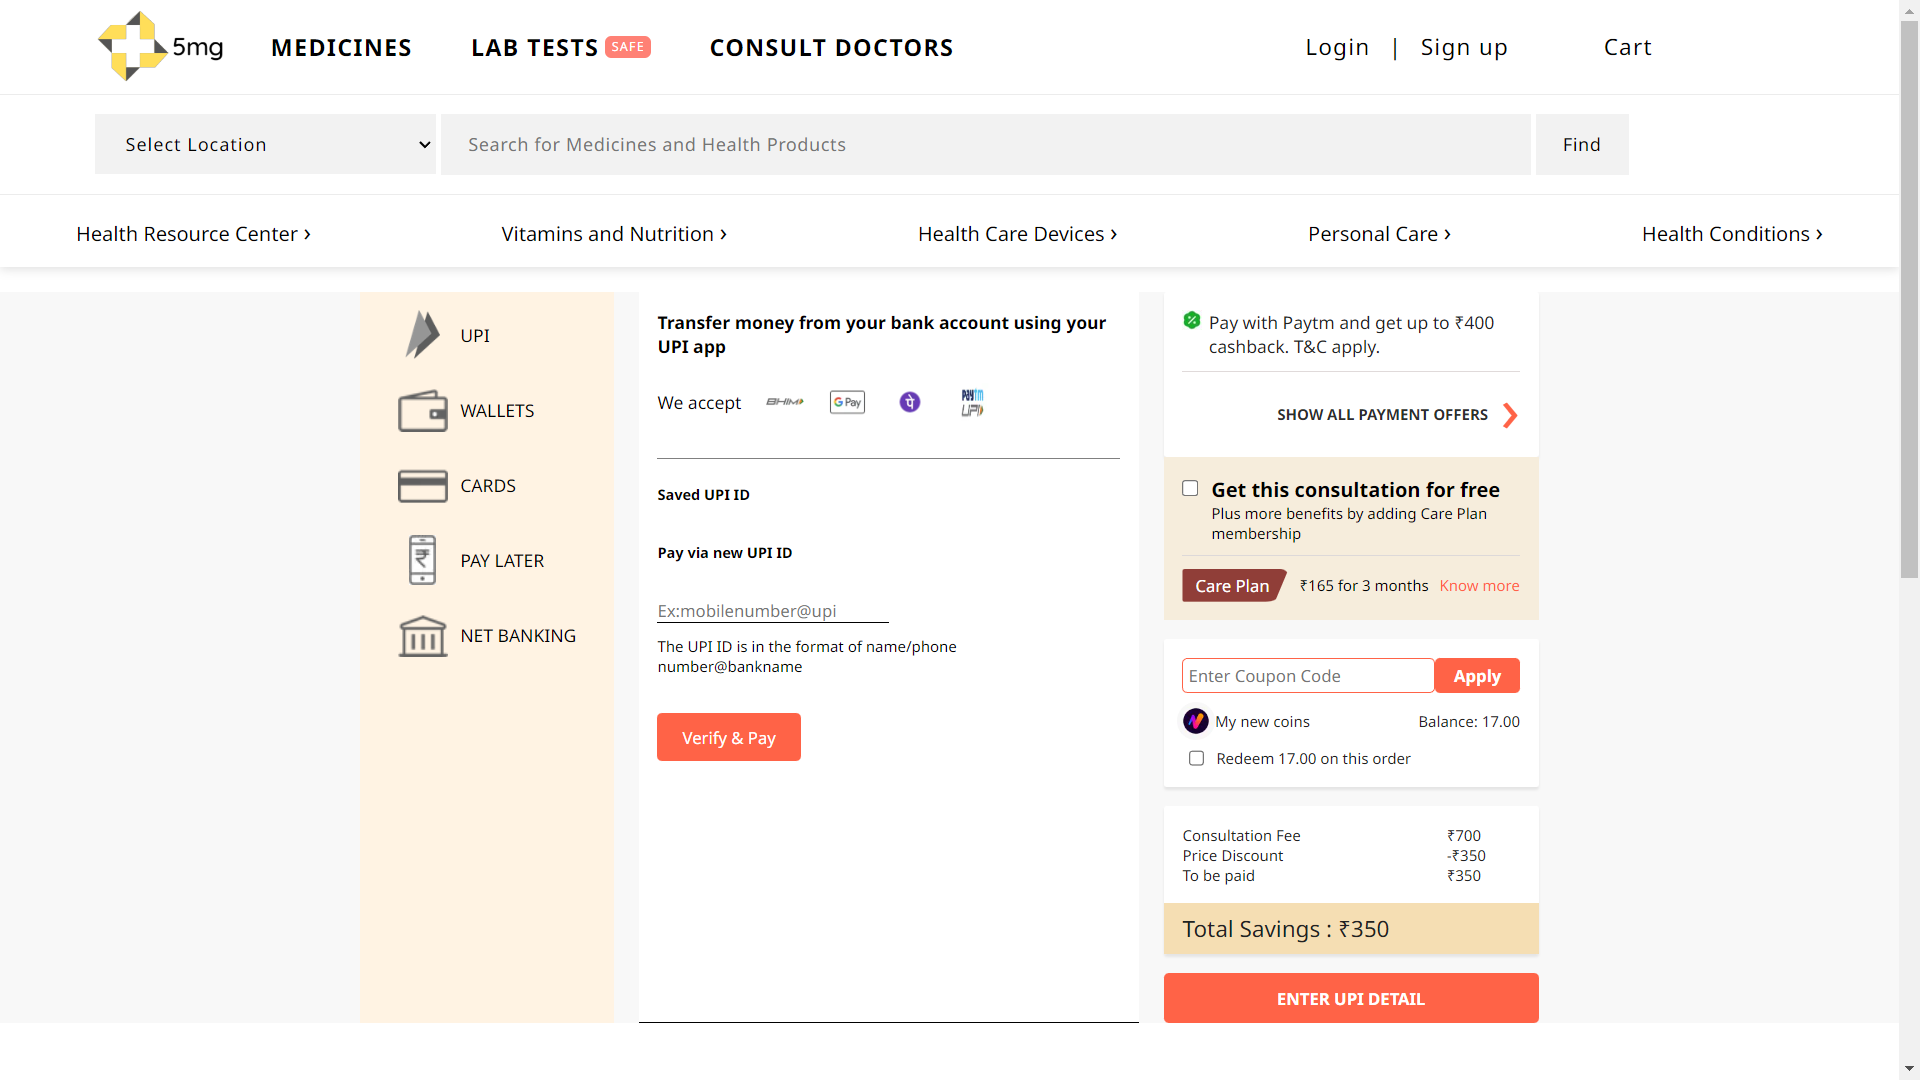 5mg
MEDICINES
LAB TESTS SAFE
CONSULT DOCTORS
Login | Sign up
Cart
Select Location
Search for Medicines and Health Products
Find
Health Resource Center ›
Vitamins and Nutrition ›
Health Care Devices ›
Personal Care ›
Health Conditions ›
UPI
WALLETS
CARDS
PAY LATER
NET BANKING
Transfer money from your bank account using your
UPI app
We accept BHIM G Pay पे paytm
UPI
Saved UPI ID
Pay via new UPI ID
Ex:mobilenumber@upi
The UPI ID is in the format of name/phone
number@bankname
Verify & Pay
Pay with Paytm and get up to ₹400
cashback. T&C apply.
SHOW ALL PAYMENT OFFERS
Get this consultation for free
Plus more benefits by adding Care Plan
membership
Care Plan ₹165 for 3 months Know more
Enter Coupon Code Apply
My new coins Balance: 17.00
Redeem 17.00 on this order
Consultation Fee ₹700
Price Discount -₹350
To be paid ₹350
Total Savings : ₹350
ENTER UPI DETAIL